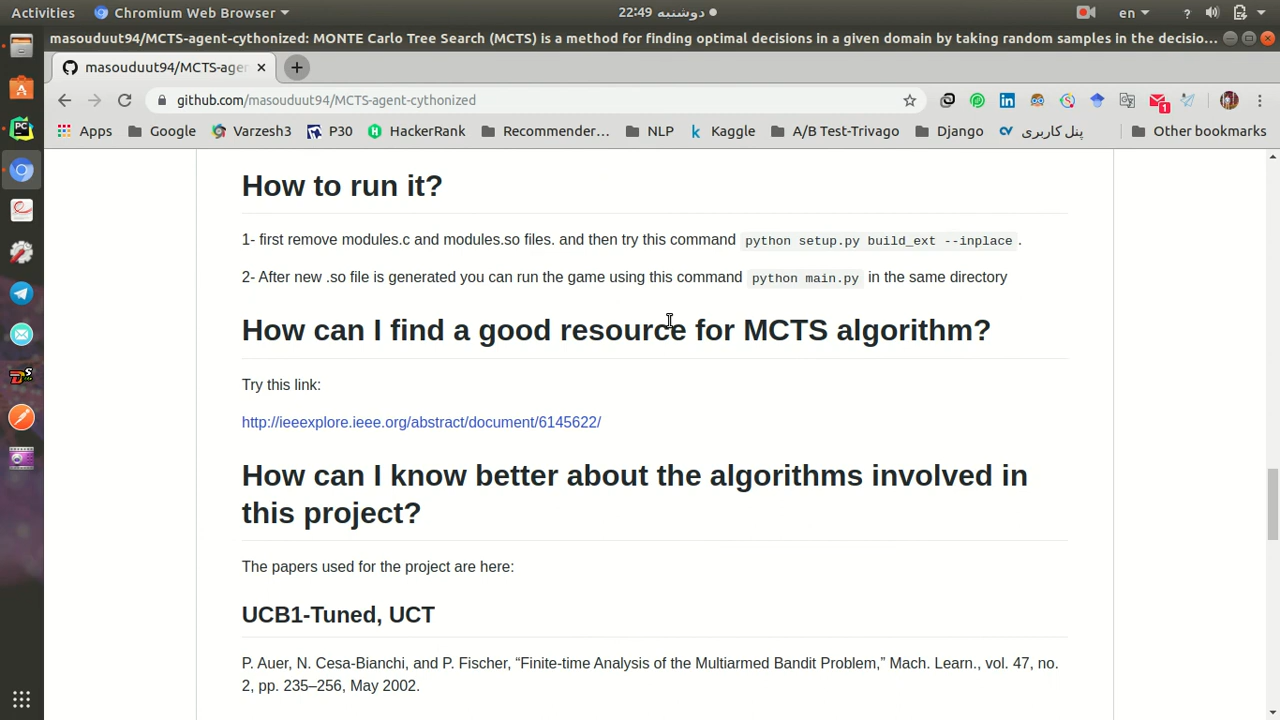 Activities
Chromium Web Browser
دوشنبه 22:49
en
?
masouduut94/MCTS-agent-cythonized: MONTE Carlo Tree Search (MCTS) is a method for finding optimal decisions in a given domain by taking random samples in the decisio...
masouduut94/MCTS-agen
github.com/masouduut94/MCTS-agent-cythonized
1
Apps
Google
Varzesh3
P30
HackerRank
Recommender...
NLP
Kaggle
A/B Test-Trivago
Django
پنل کاربری
Other bookmarks
How to run it?
1- first remove modules.c and modules.so files. and then try this command python setup.py build_ext --inplace .
2- After new .so file is generated you can run the game using this command python main.py in the same directory
How can I find a good resource for MCTS algorithm?
Try this link:
http://ieeexplore.ieee.org/abstract/document/6145622/
How can I know better about the algorithms involved in
this project?
The papers used for the project are here:
UCB1-Tuned, UCT
P. Auer, N. Cesa-Bianchi, and P. Fischer, “Finite-time Analysis of the Multiarmed Bandit Problem,” Mach. Learn., vol. 47, no.
2, pp. 235–256, May 2002.